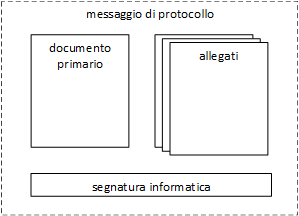 messaggio di protocollo
documento
primario
allegati
segnatura informatica